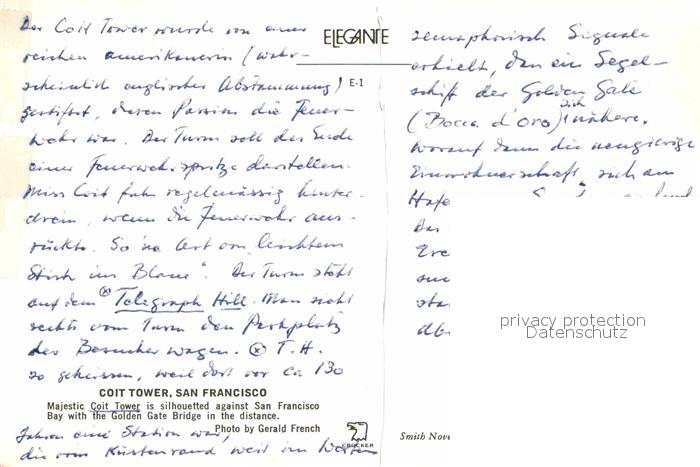 Der Coit Tower wurde von einer
reichen Amerikanerin (wahr-
scheinlich englischer Abstammung)
gestiftet, deren Passion die Feuer-
wehr war. Der Turm soll das Ende
einer Feuerwehrspritze darstellen.
Miss Coit fuhr regelmässig hinter-
drein, wenn die Feuerwehr aus-
rückte. So 'ne Art von "leichtem
Stich ins Blaue". Der Turm steht
auf dem ⓧ Telegraph Hill. Man sieht
rechts vom Turm den Parkplatz
der Besucherwagen. ⓧ T. H.
so geheissen, weil dort vor ca 130
COIT TOWER, SAN FRANCISCO
Majestic Coit Tower is silhouetted against San Francisco
Bay with the Golden Gate Bridge in the distance.
Photo by Gerald French
Jahren eine Station war,
die vom Küstenrand weit im Westen
ELEGANTE
E-1
CROCKER
semaphorisch Signale
erhielt, dass ein Segel-
schiff der Golden Gate
(Bocca d'oro) sich nähere.
Worauf dann die neugierige
Einwohnerschaft sich am
Hafe
Das
sta
privacy protection
Datenschutz
Smith Nov